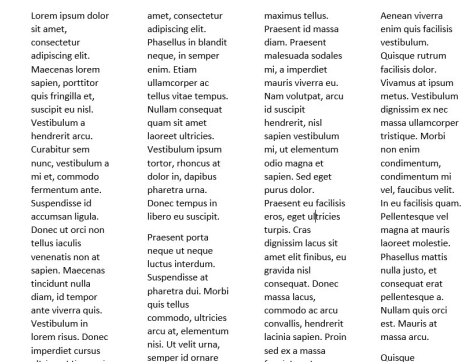 Lorem ipsum dolor
sit amet,
consectetur
adipiscing elit.
Maecenas lorem
sapien, porttitor
quis fringilla et,
suscipit eu nisl.
Vestibulum a
hendrerit arcu.
Curabitur sem
nunc, vestibulum a
mi et, commodo
fermentum ante.
Suspendisse id
accumsan ligula.
Donec ut orci non
tellus iaculis
venenatis non at
sapien. Maecenas
tincidunt nulla
diam, id tempor
ante viverra quis.
Vestibulum in
lorem risus. Donec
imperdiet cursus
amet, consectetur
adipiscing elit.
Phasellus in blandit
neque, in semper
enim. Etiam
ullamcorper ac
tellus vitae tempus.
Nullam consequat
quam sit amet
laoreet ultricies.
Vestibulum ipsum
tortor, rhoncus at
dolor in, dapibus
pharetra urna.
Donec tempus in
libero eu suscipit.
Praesent porta
neque ut neque
luctus interdum.
Suspendisse at
pharetra dui. Morbi
quis tellus
commodo, ultricies
arcu at, elementum
nisi. Ut velit urna,
semper id ornare
maximus tellus.
Praesent id massa
diam. Praesent
malesuada sodales
mi, a imperdiet
mauris viverra eu.
Nam volutpat, arcu
id suscipit
hendrerit, nisl
sapien vestibulum
mi, ut elementum
odio magna et
sapien. Sed eget
purus dolor.
Praesent eu facilisis
eros, eget ultricies
turpis. Cras
dignissim lacus sit
amet elit finibus, eu
gravida nisl
consequat. Donec
massa lacus,
commodo ac arcu
convallis, hendrerit
lacinia sapien. Proin
sed ex a massa
Aenean viverra
enim quis facilisis
vestibulum.
Quisque rutrum
facilisis dolor.
Vivamus at ipsum
metus. Vestibulum
dignissim ex nec
massa ullamcorper
tristique. Morbi
non enim
condimentum,
condimentum mi
vel, faucibus velit.
In eu facilisis quam.
Pellentesque vel
magna at mauris
laoreet molestie.
Phasellus mattis
nulla justo, et
consequat erat
pellentesque a.
Nullam quis orci
est. Mauris at
massa arcu.
Quisque